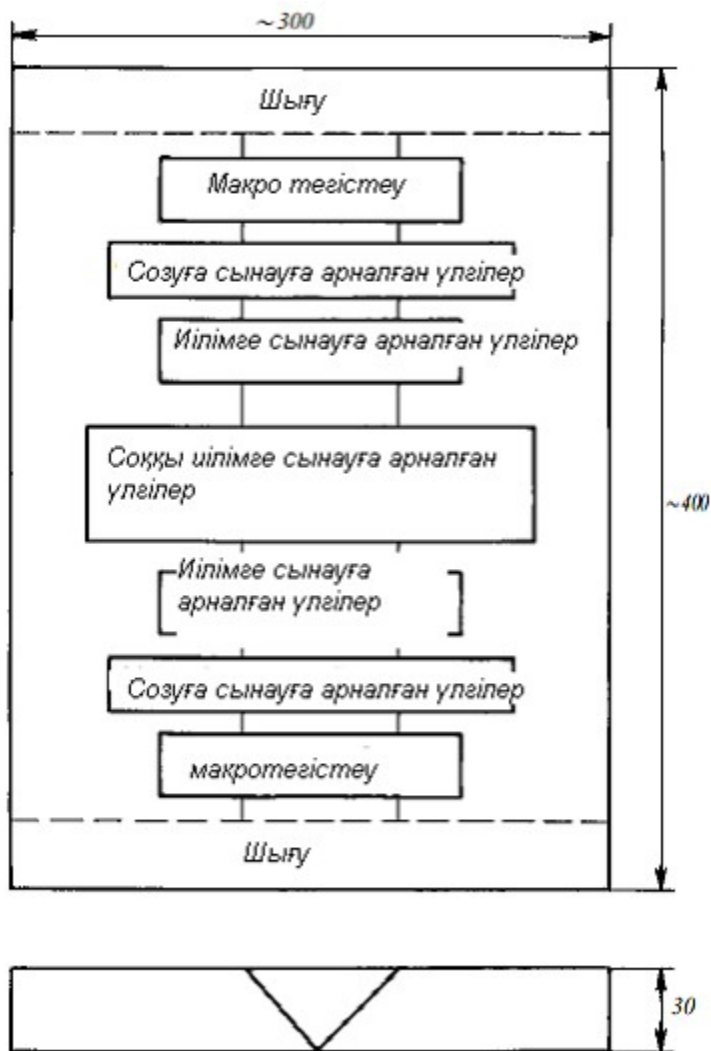 ~300
Шығу
Макро тегістеу
Созуға сынауға арналған үлгілер
Иілімге сынауға арналған үлгілер
Соққы иілімге сынауға арналған
үлгілер
~400
Иілімге сынауға
арналған үлгілер
Созуға сынауға арналған үлгілер
макротегістеу
Шығу
30